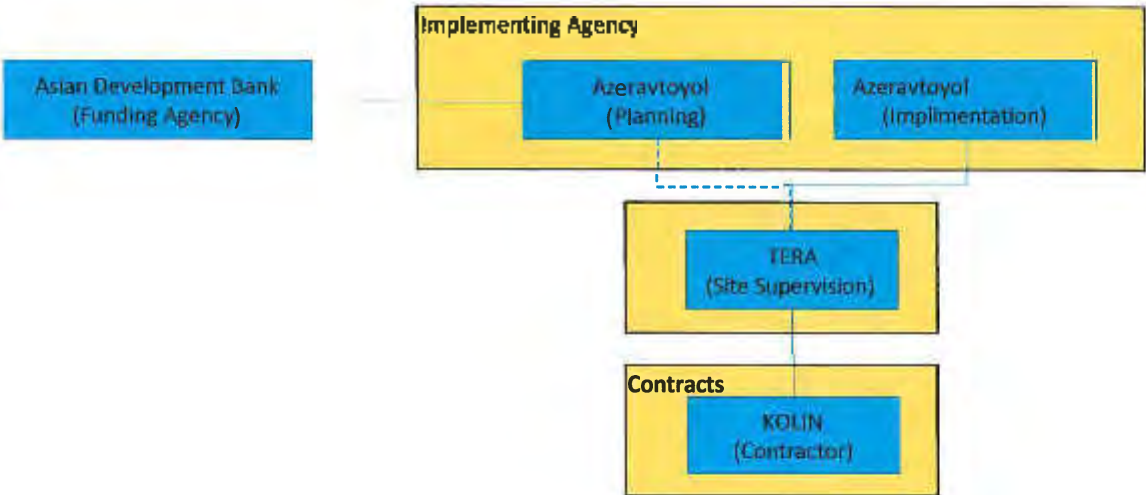 Implementing Agency
Asian Development Bank
(Funding Agency)
Azeravtoyol
(Planning)
Azeravtoyol
(Implimentation)
TERA
(Site Supervision)
Contracts
KOLIN
(Contractor)